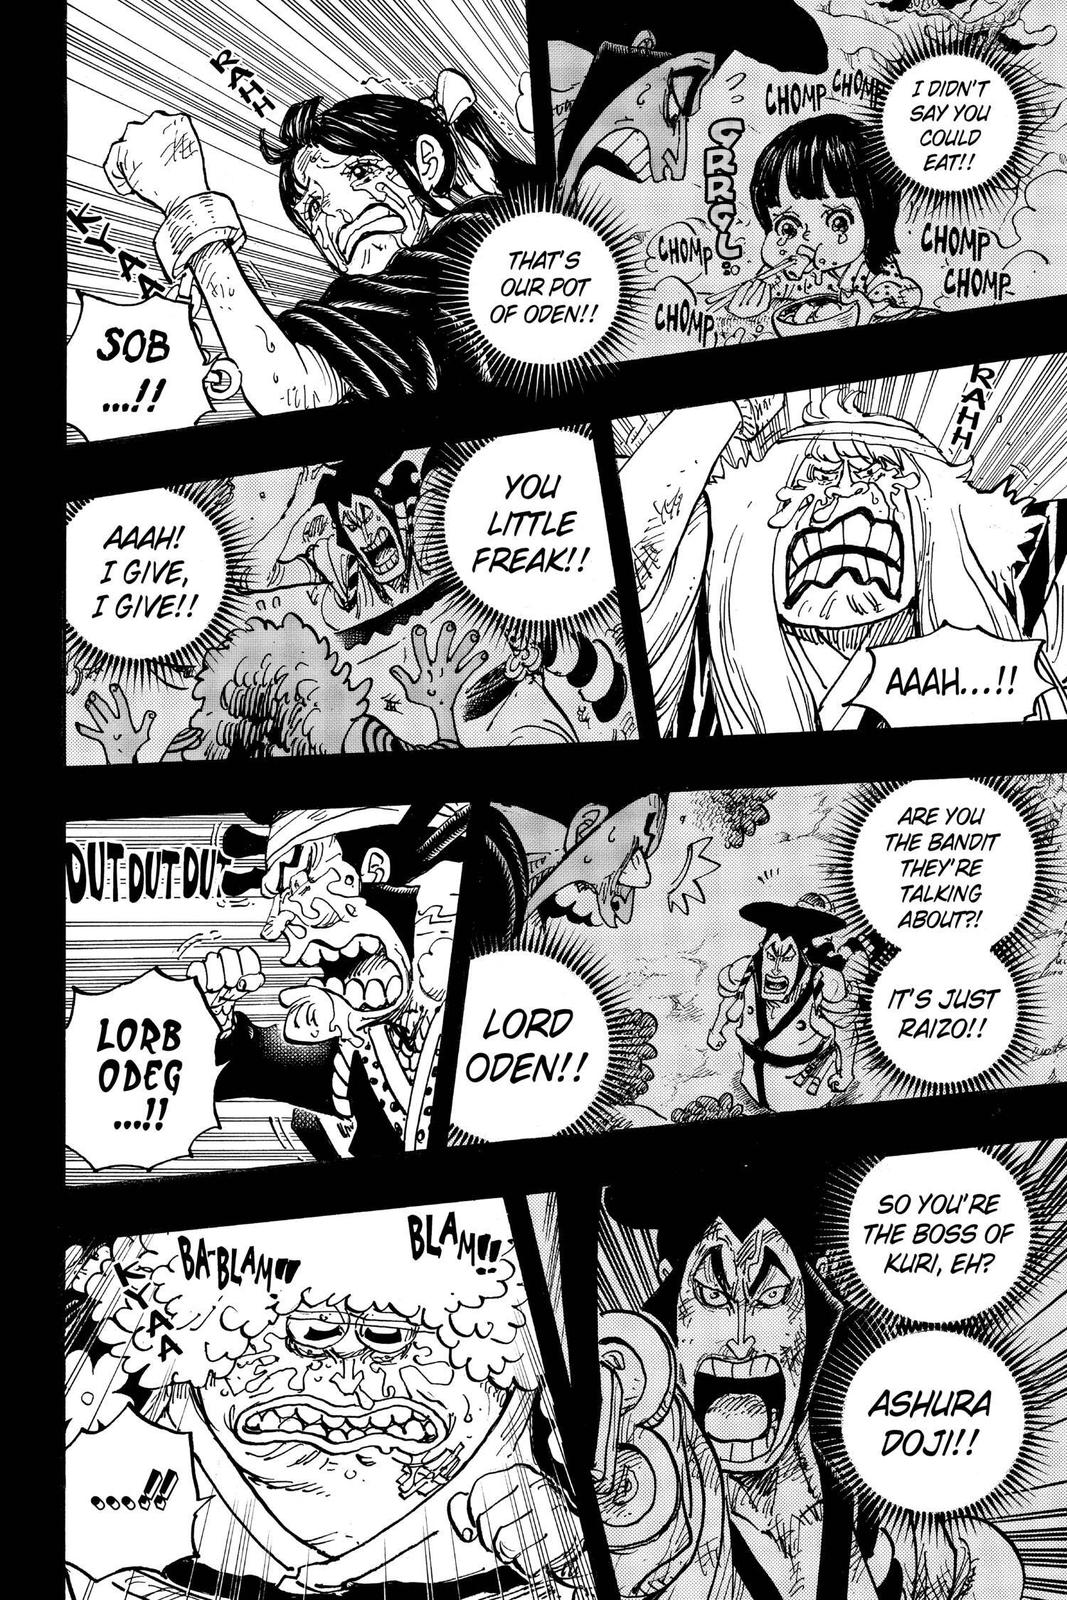 I DIDN'T
SAY YOU
COULD
EAT!!
CHOMP
CHOMP
GRRGL
CHOMP
CHOMP
CHOMP
CHOMP
THAT'S
OUR POT
OF ODEN!!
RAHH
KYAA
SOB
...!!
RAHH
AAAH...!!
YOU
LITTLE
FREAK!!
AAAH!
I GIVE,
I GIVE!!
ARE YOU
THE BANDIT
THEY'RE
TALKING
ABOUT?!
IT'S JUST
RAIZO!!
LORD
ODEN!!
DUT DUT DUT
LORB
ODEG
...!!
SO YOU'RE
THE BOSS OF
KURI, EH?
ASHURA
DOJI!!
BLAM!!
BA-BLAM!!
KYAA
....!!